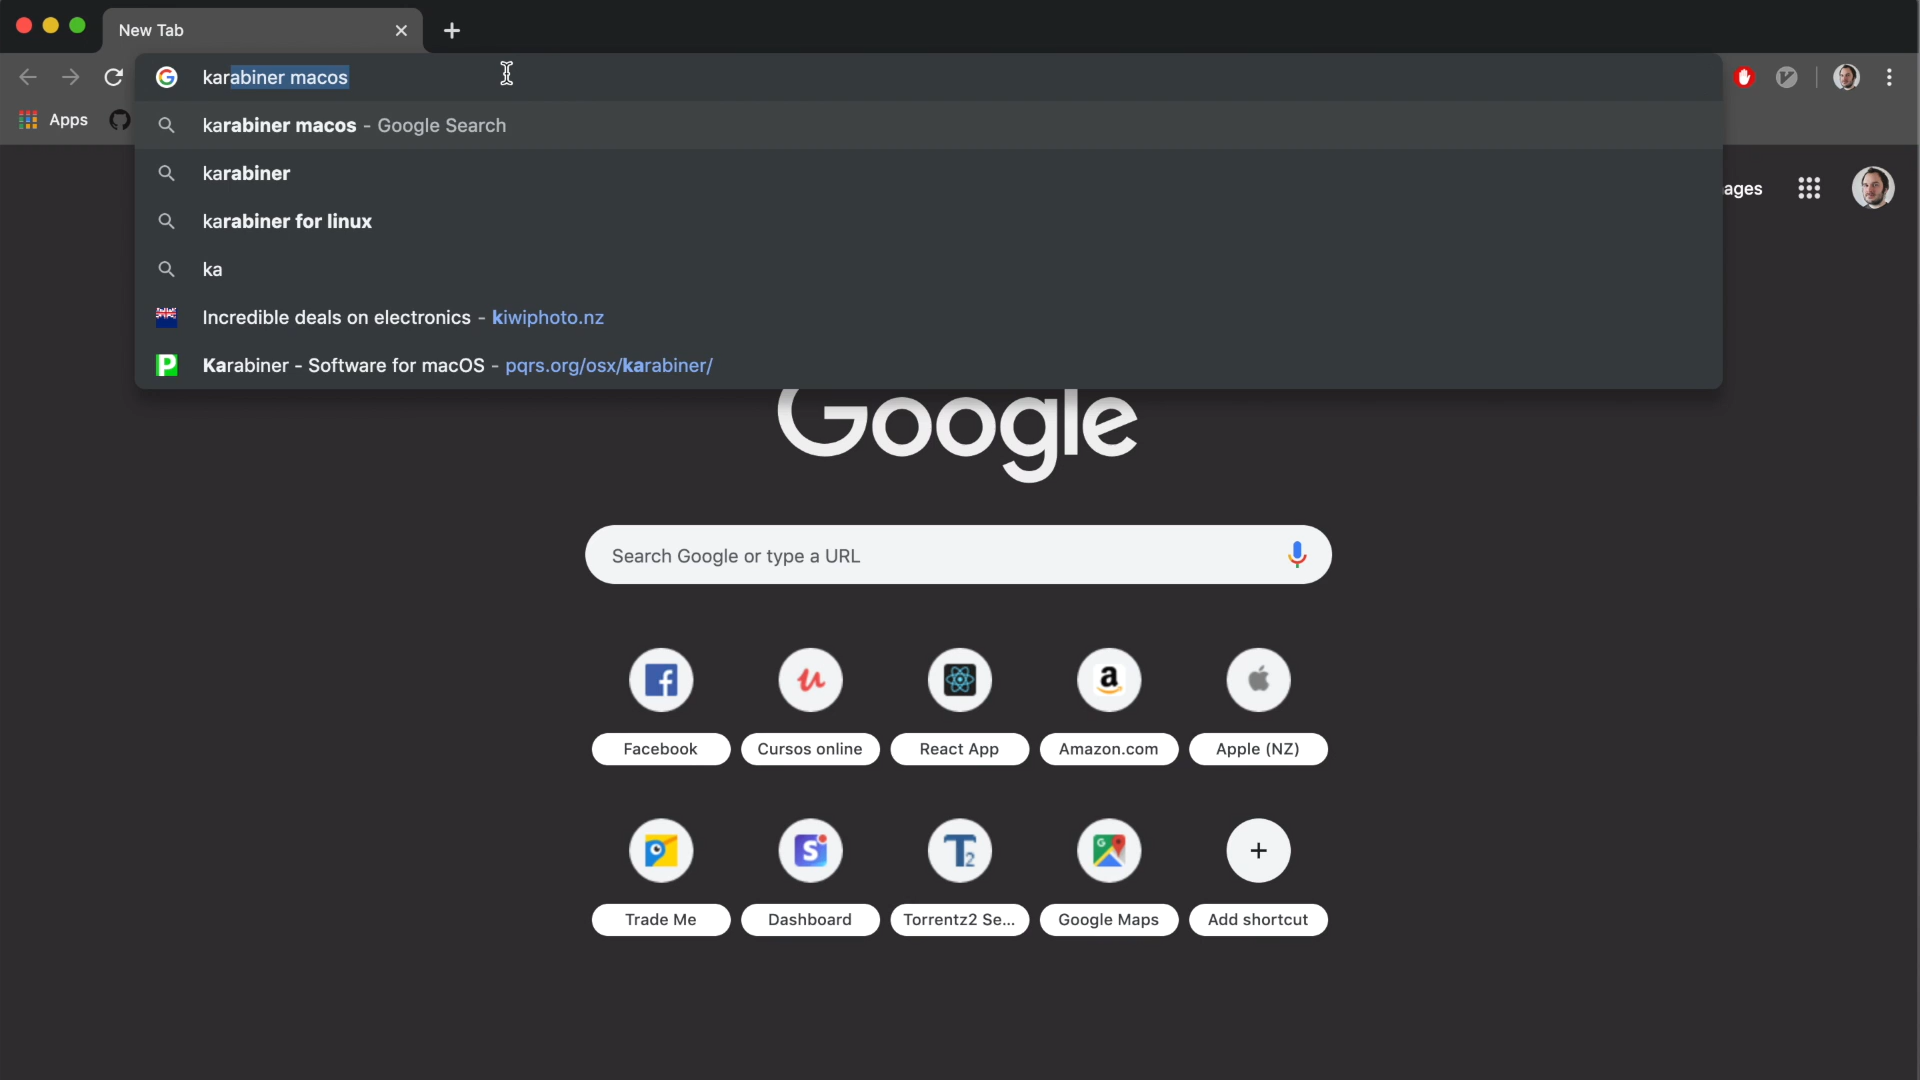 New Tab
karabiner macos
Apps
karabiner macos - Google Search
karabiner
karabiner for linux
ka
Incredible deals on electronics - kiwiphoto.nz
Karabiner - Software for macOS - pqrs.org/osx/karabiner/
ages
Google
Search Google or type a URL
Facebook
Cursos online
React App
Amazon.com
Apple (NZ)
Trade Me
Dashboard
Torrentz2 Se...
Google Maps
Add shortcut